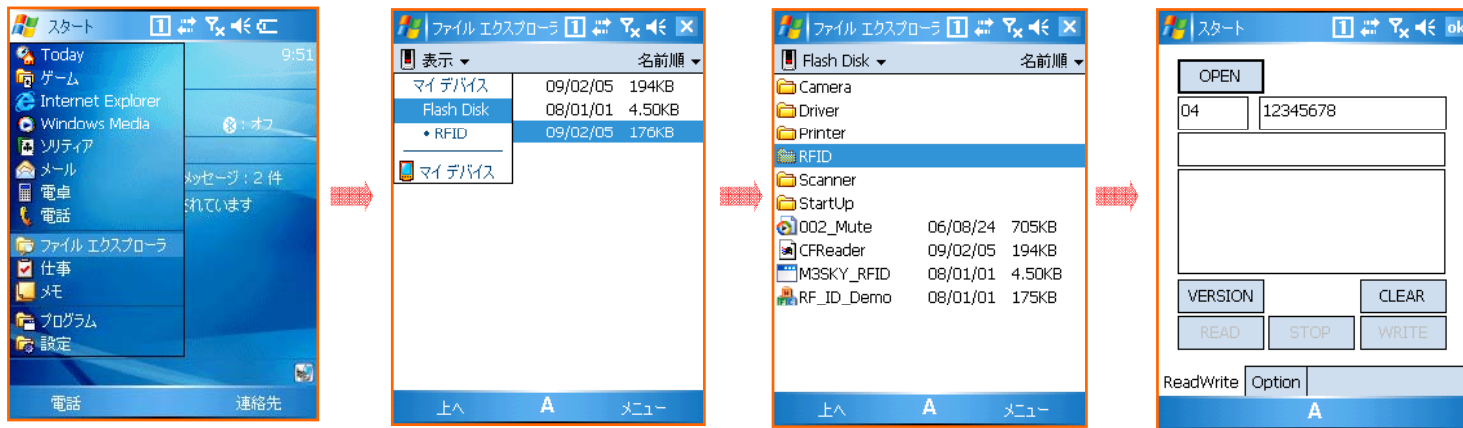 スタート 1
Today 9:51
ゲーム
Internet Explorer
Windows Media : オフ
ソリティア
メール メッセージ : 2 件
電卓
電話 されています
ファイル エクスプローラ
仕事
メモ
プログラム
設定
電話 連絡先
ファイル エクスプローラ 1
表示 名前順
マイ デバイス 09/02/05 194KB
Flash Disk 08/01/01 4.50KB
• RFID 09/02/05 176KB
マイ デバイス
上へ A メニュー
ファイル エクスプローラ 1
Flash Disk 名前順
Camera
Driver
Printer
RFID
Scanner
StartUp
002_Mute 06/08/24 705KB
CFReader 09/02/05 194KB
M3SKY_RFID 08/01/01 4.50KB
RF_ID_Demo 08/01/01 175KB
上へ A メニュー
スタート 1 ok
OPEN
04 12345678
VERSION CLEAR
READ STOP WRITE
ReadWrite Option
A